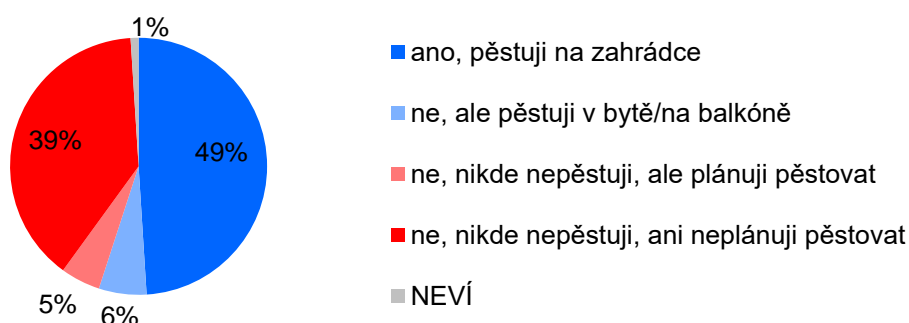 1%
39%
49%
5%
6%
ano, pěstuji na zahrádce
ne, ale pěstuji v bytě/na balkóně
ne, nikde nepěstuji, ale plánuji pěstovat
ne, nikde nepěstuji, ani neplánuji pěstovat
NEVÍ